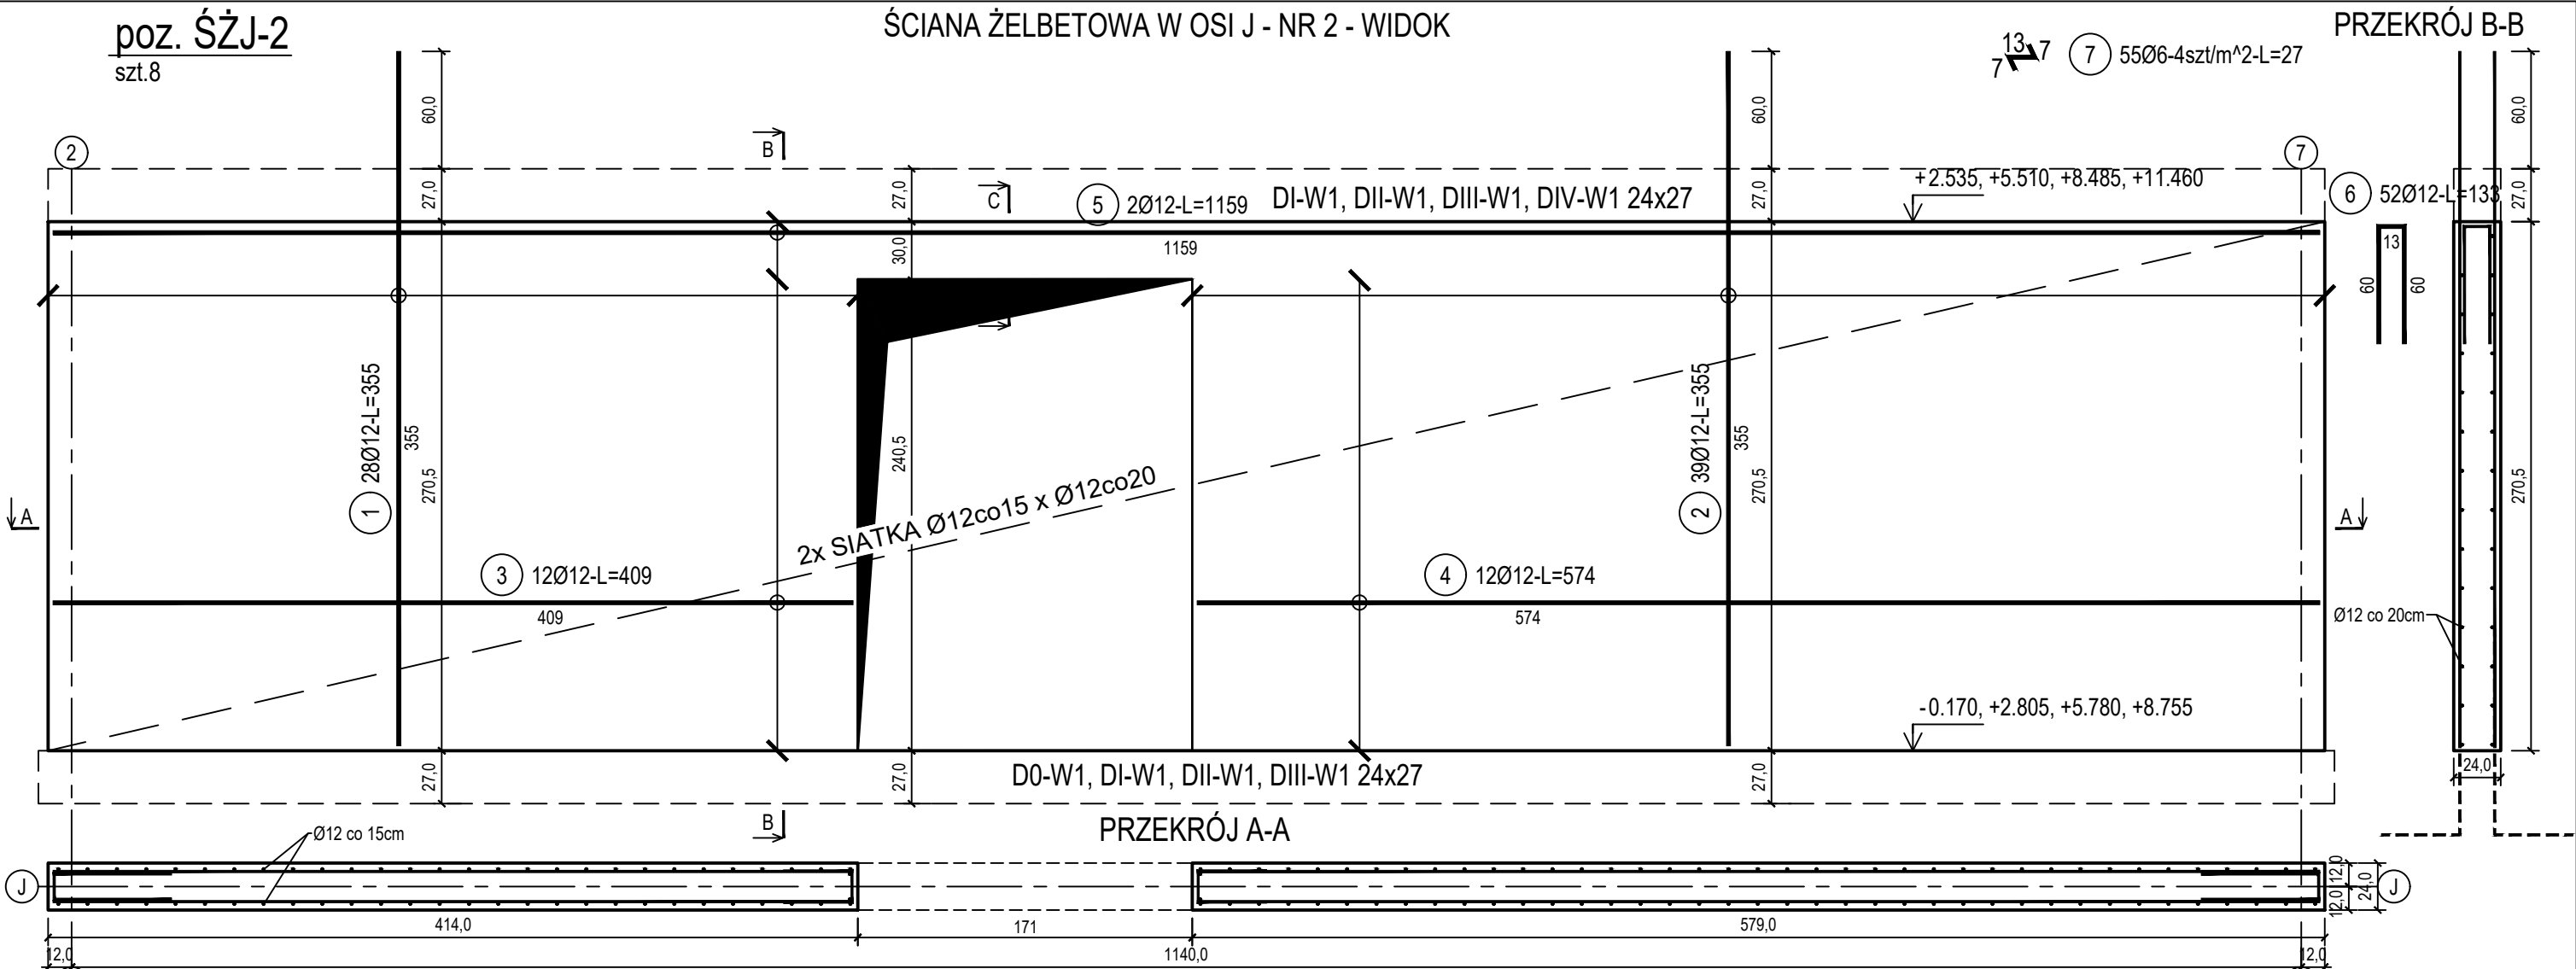 poz. ŚŻJ-2
szt.8
ŚCIANA ŻELBETOWA W OSI J - NR 2 - WIDOK
PRZEKRÓJ B-B
13
7
7
7
55Ø6-4szt/m^2-L=27
60,0
60,0
60,0
2
B
7
27,0
27,0
27,0
27,0
C
5
2Ø12-L=1159
DI-W1, DII-W1, DIII-W1, DIV-W1 24x27
+2.535, +5.510, +8.485, +11.460
6
52Ø12-L=133
30,0
1159
13
60
60
1
28Ø12-L=355
355
270,5
240,5
2
39Ø12-L=355
355
270,5
270,5
2x SIATKA Ø12co15 x Ø12co20
A
A
3
12Ø12-L=409
409
4
12Ø12-L=574
574
Ø12 co 20cm
-0.170, +2.805, +5.780, +8.755
27,0
27,0
27,0
D0-W1, DI-W1, DII-W1, DIII-W1 24x27
24,0
B
PRZEKRÓJ A-A
Ø12 co 15cm
J
J
12,0
12,0
24,0
414,0
171
579,0
12,0
1140,0
12,0